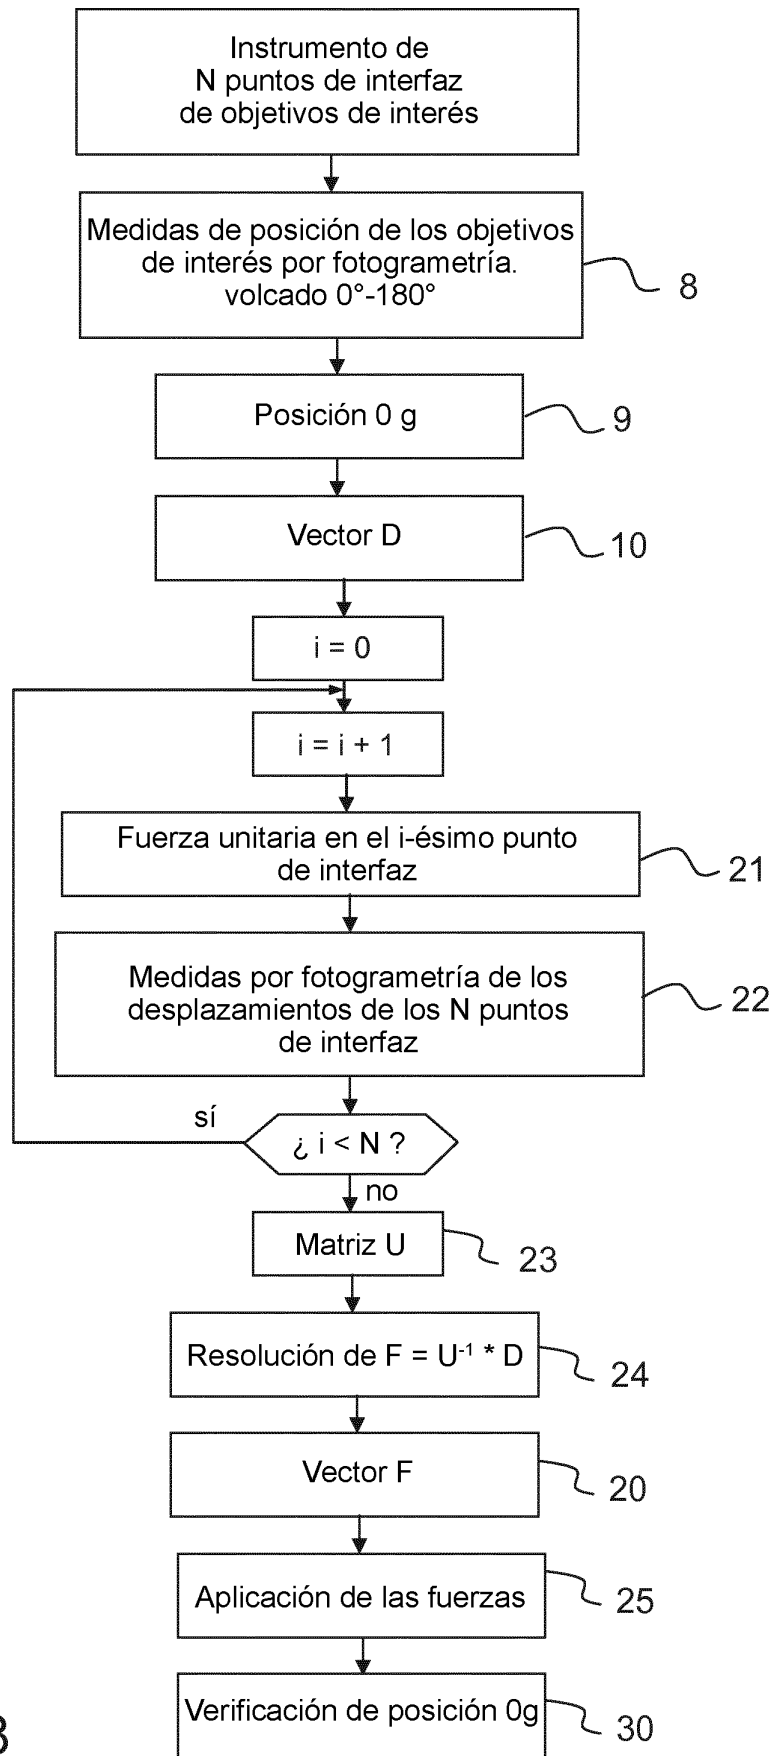 Instrumento de
N puntos de interfaz
de objetivos de interés
Medidas de posición de los objetivos
de interés por fotogrametría.
volcado 0°-180°
8
Posición 0 g
9
Vector D
10
i = 0
i = i + 1
Fuerza unitaria en el i-ésimo punto
de interfaz
21
Medidas por fotogrametría de los
desplazamientos de los N puntos
de interfaz
22
sí
¿ i < N ?
no
Matriz U
23
Resolución de F = U⁻¹ * D
24
Vector F
20
Aplicación de las fuerzas
25
Verificación de posición 0g
30